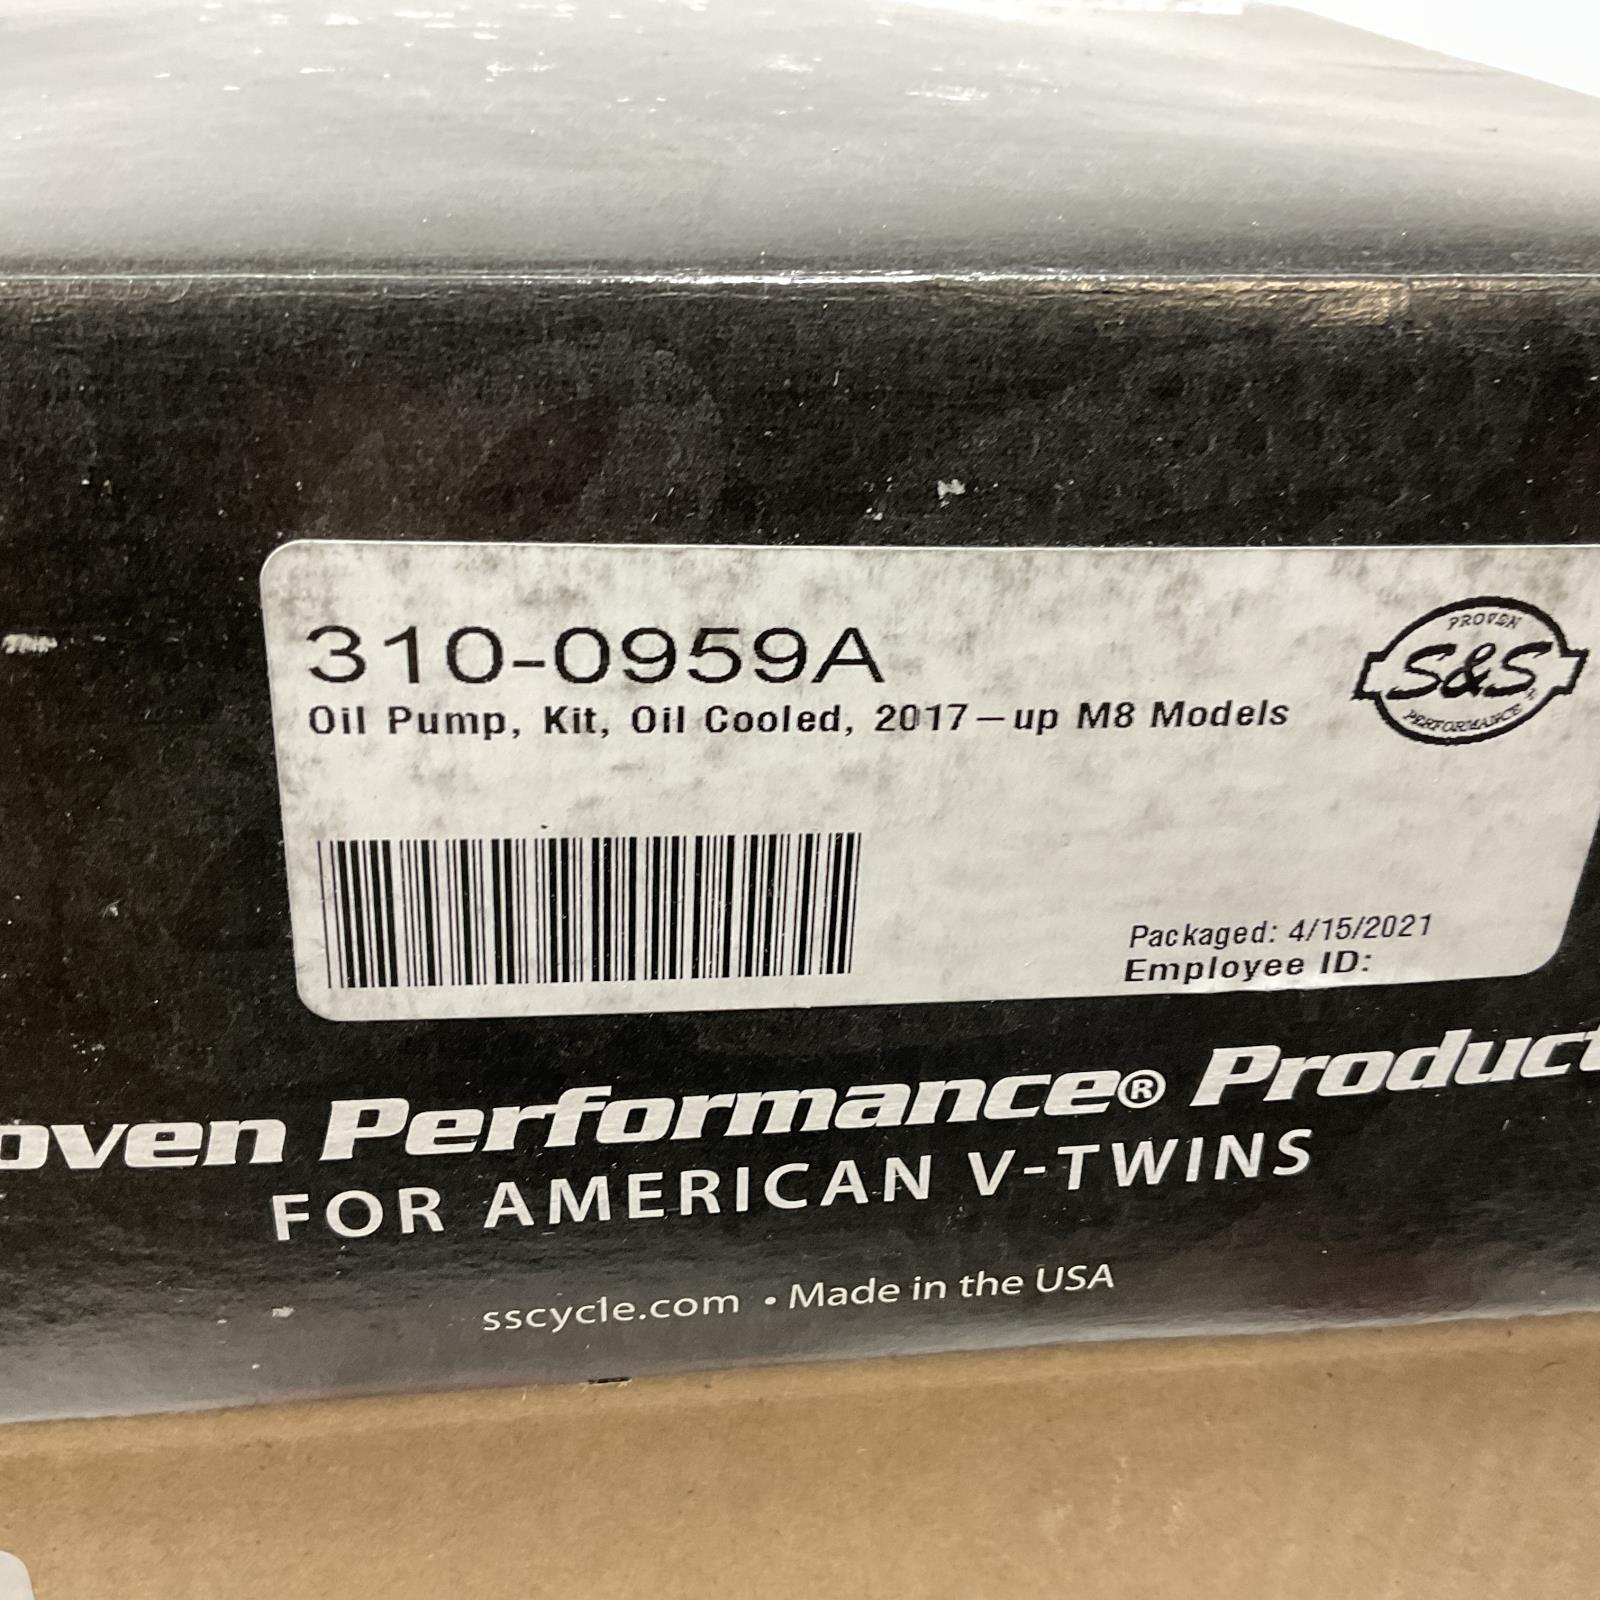 310-0959A
Oil Pump, Kit, Oil Cooled, 2017-up M8 Models
PROVEN
S&S
PERFORMANCE
Packaged: 4/15/2021
Employee ID:
oven Performance® Product
FOR AMERICAN V-TWINS
sscycle.com • Made in the USA